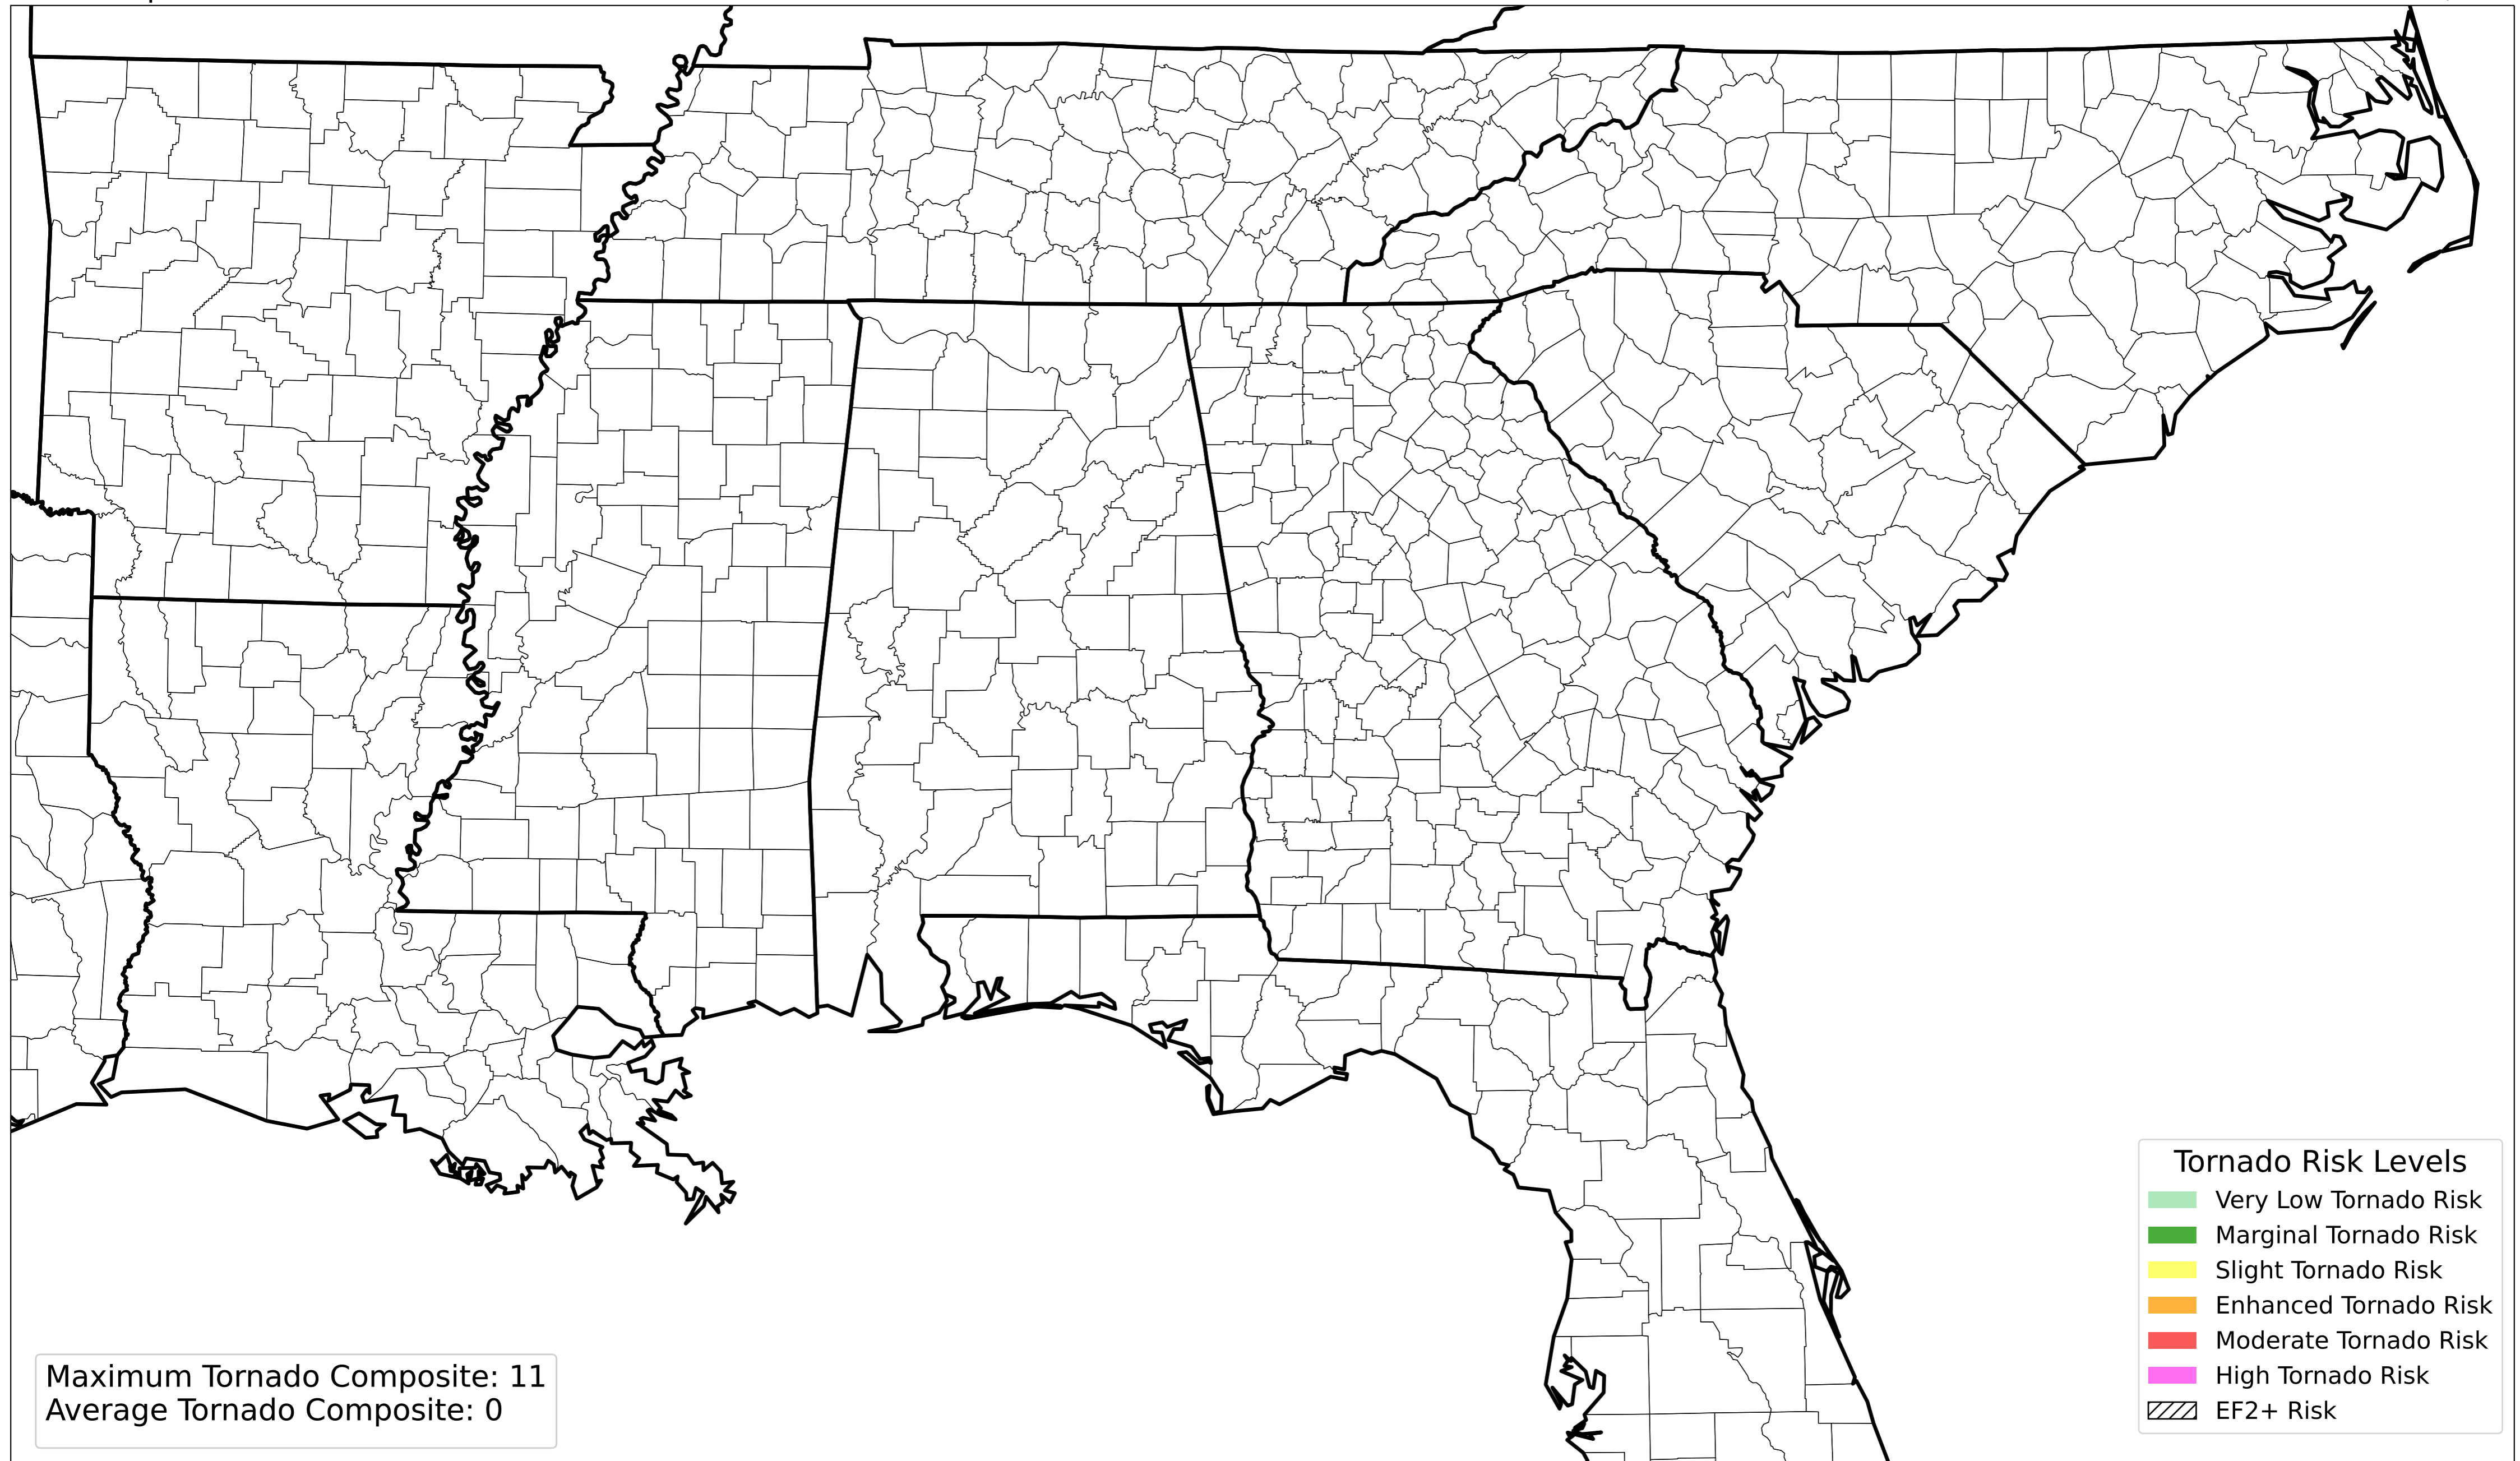 Tornado Risk Levels
Very Low Tornado Risk
Marginal Tornado Risk
Slight Tornado Risk
Enhanced Tornado Risk
Moderate Tornado Risk
High Tornado Risk
EF2+ Risk
Maximum Tornado Composite: 11
Average Tornado Composite: 0